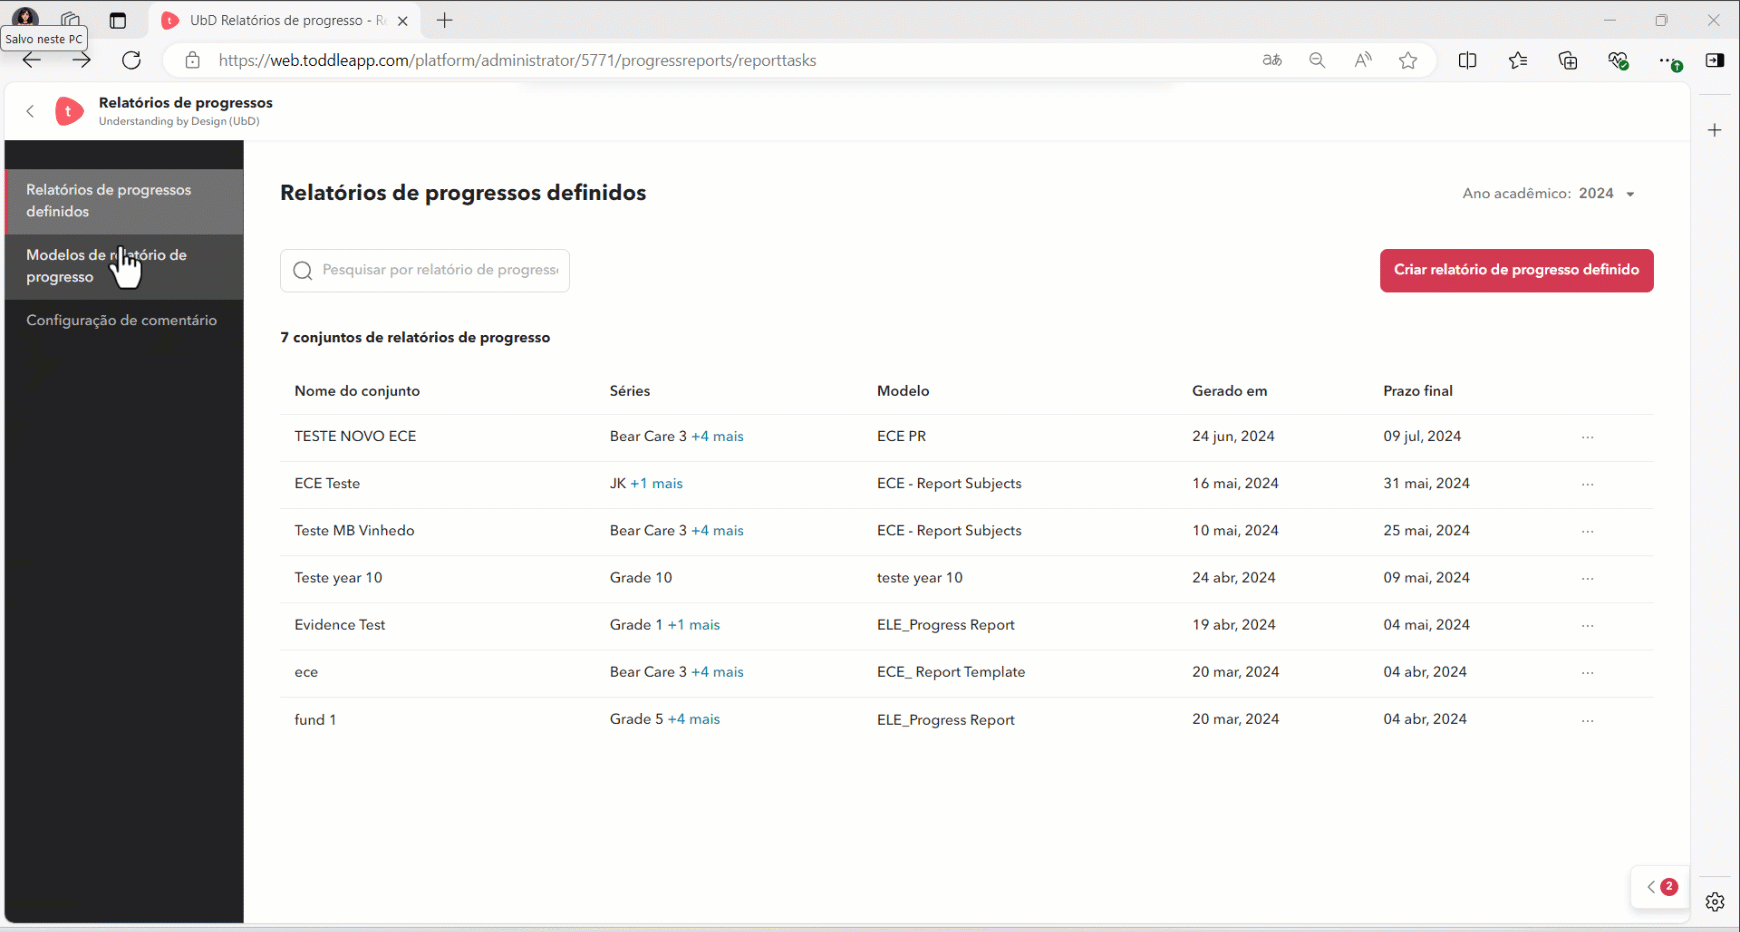 UbD Relatórios de progresso - Re
Salvo neste PC
https://web.toddleapp.com/platform/administrator/5771/progressreports/reporttasks
t
Relatórios de progressos
Understanding by Design (UbD)
Relatórios de progressos
definidos
Modelos de relatório de
progresso
Configuração de comentário
Relatórios de progressos definidos
Ano acadêmico: 2024
Pesquisar por relatório de progresso
Criar relatório de progresso definido
7 conjuntos de relatórios de progresso
Nome do conjunto Séries Modelo Gerado em Prazo final
TESTE NOVO ECE Bear Care 3 +4 mais ECE PR 24 jun, 2024 09 jul, 2024
ECE Teste JK +1 mais ECE - Report Subjects 16 mai, 2024 31 mai, 2024
Teste MB Vinhedo Bear Care 3 +4 mais ECE - Report Subjects 10 mai, 2024 25 mai, 2024
Teste year 10 Grade 10 teste year 10 24 abr, 2024 09 mai, 2024
Evidence Test Grade 1 +1 mais ELE_Progress Report 19 abr, 2024 04 mai, 2024
ece Bear Care 3 +4 mais ECE_ Report Template 20 mar, 2024 04 abr, 2024
fund 1 Grade 5 +4 mais ELE_Progress Report 20 mar, 2024 04 abr, 2024
2